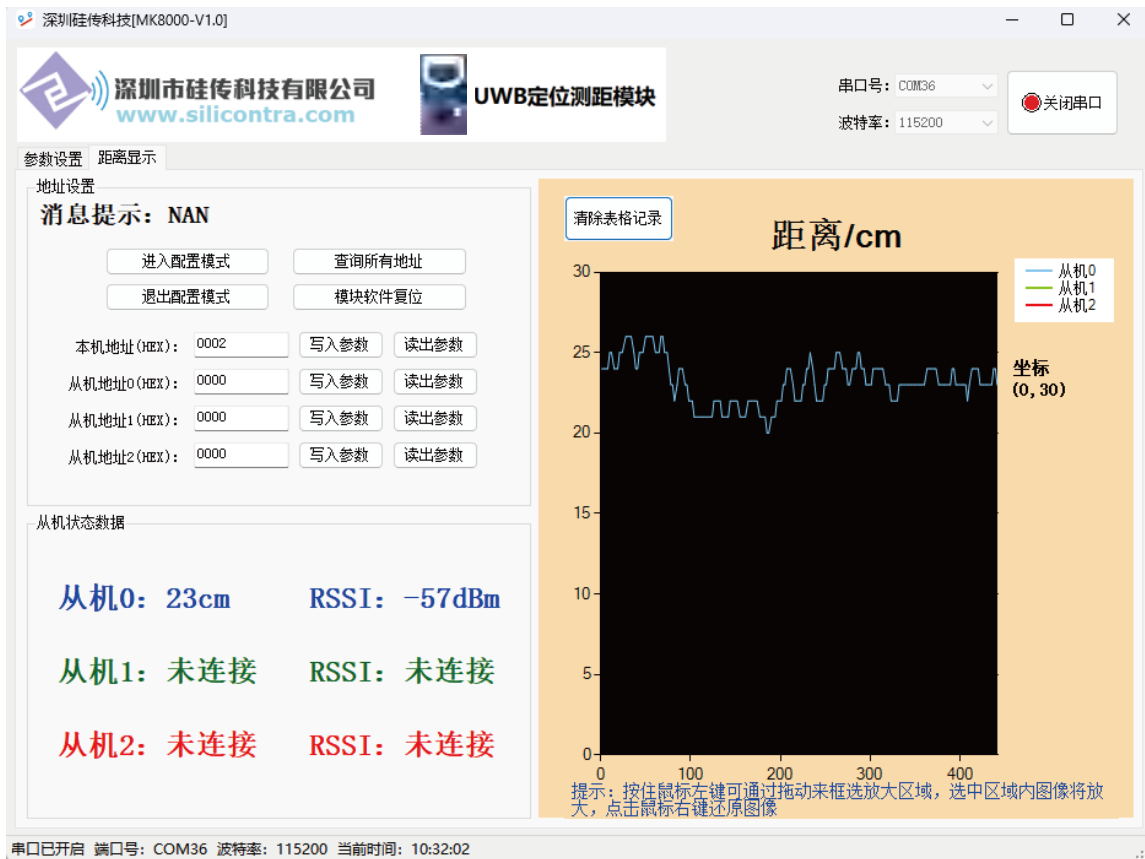 深圳硅传科技[MK8000-V1.0]
深圳市硅传科技有限公司
www.silicontra.com
UWB定位测距模块
串口号: COM36
波特率: 115200
关闭串口
参数设置 距离显示
地址设置
消息提示: NAN
进入配置模式 查询所有地址
退出配置模式 模块软件复位
本机地址(HEX): 0002 写入参数 读出参数
从机地址0(HEX): 0000 写入参数 读出参数
从机地址1(HEX): 0000 写入参数 读出参数
从机地址2(HEX): 0000 写入参数 读出参数
从机状态数据
从机0: 23cm RSSI: -57dBm
从机1: 未连接 RSSI: 未连接
从机2: 未连接 RSSI: 未连接
清除表格记录
距离/cm
从机0
从机1
从机2
坐标
(0,30)
30
25
20
15
10
5
0
0 100 200 300 400
提示: 按住鼠标左键可通过拖动来框选放大区域, 选中区域内图像将放
大, 点击鼠标右键还原图像
串口已开启 端口号: COM36 波特率: 115200 当前时间: 10:32:02